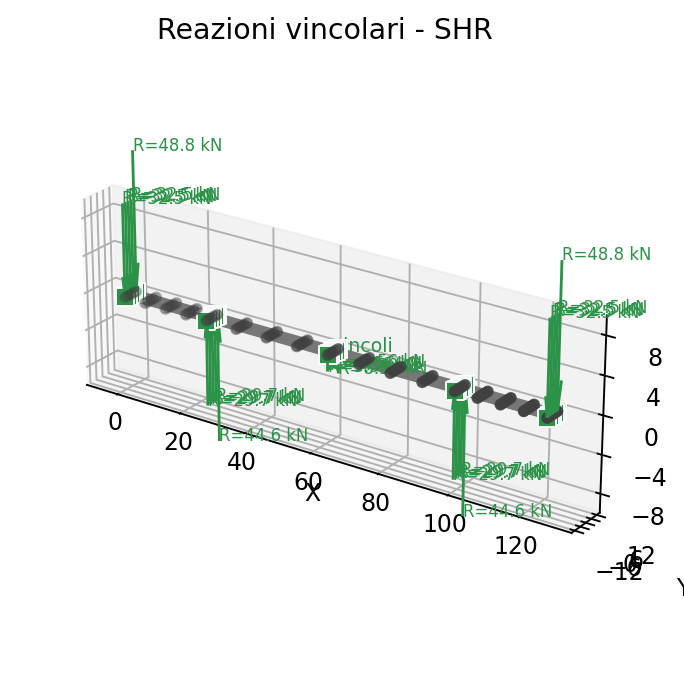 Reazioni vincolari - SHR
R=48.8 kN
R=48.8 kN
R=32.5 kN
R=32.5 kN
R=29.7 kN
R=44.6 kN
R=29.7 kN
R=44.6 kN
8
4
0
−4
−8
0
20
40
60
80
100
120
X
12
−12
Y